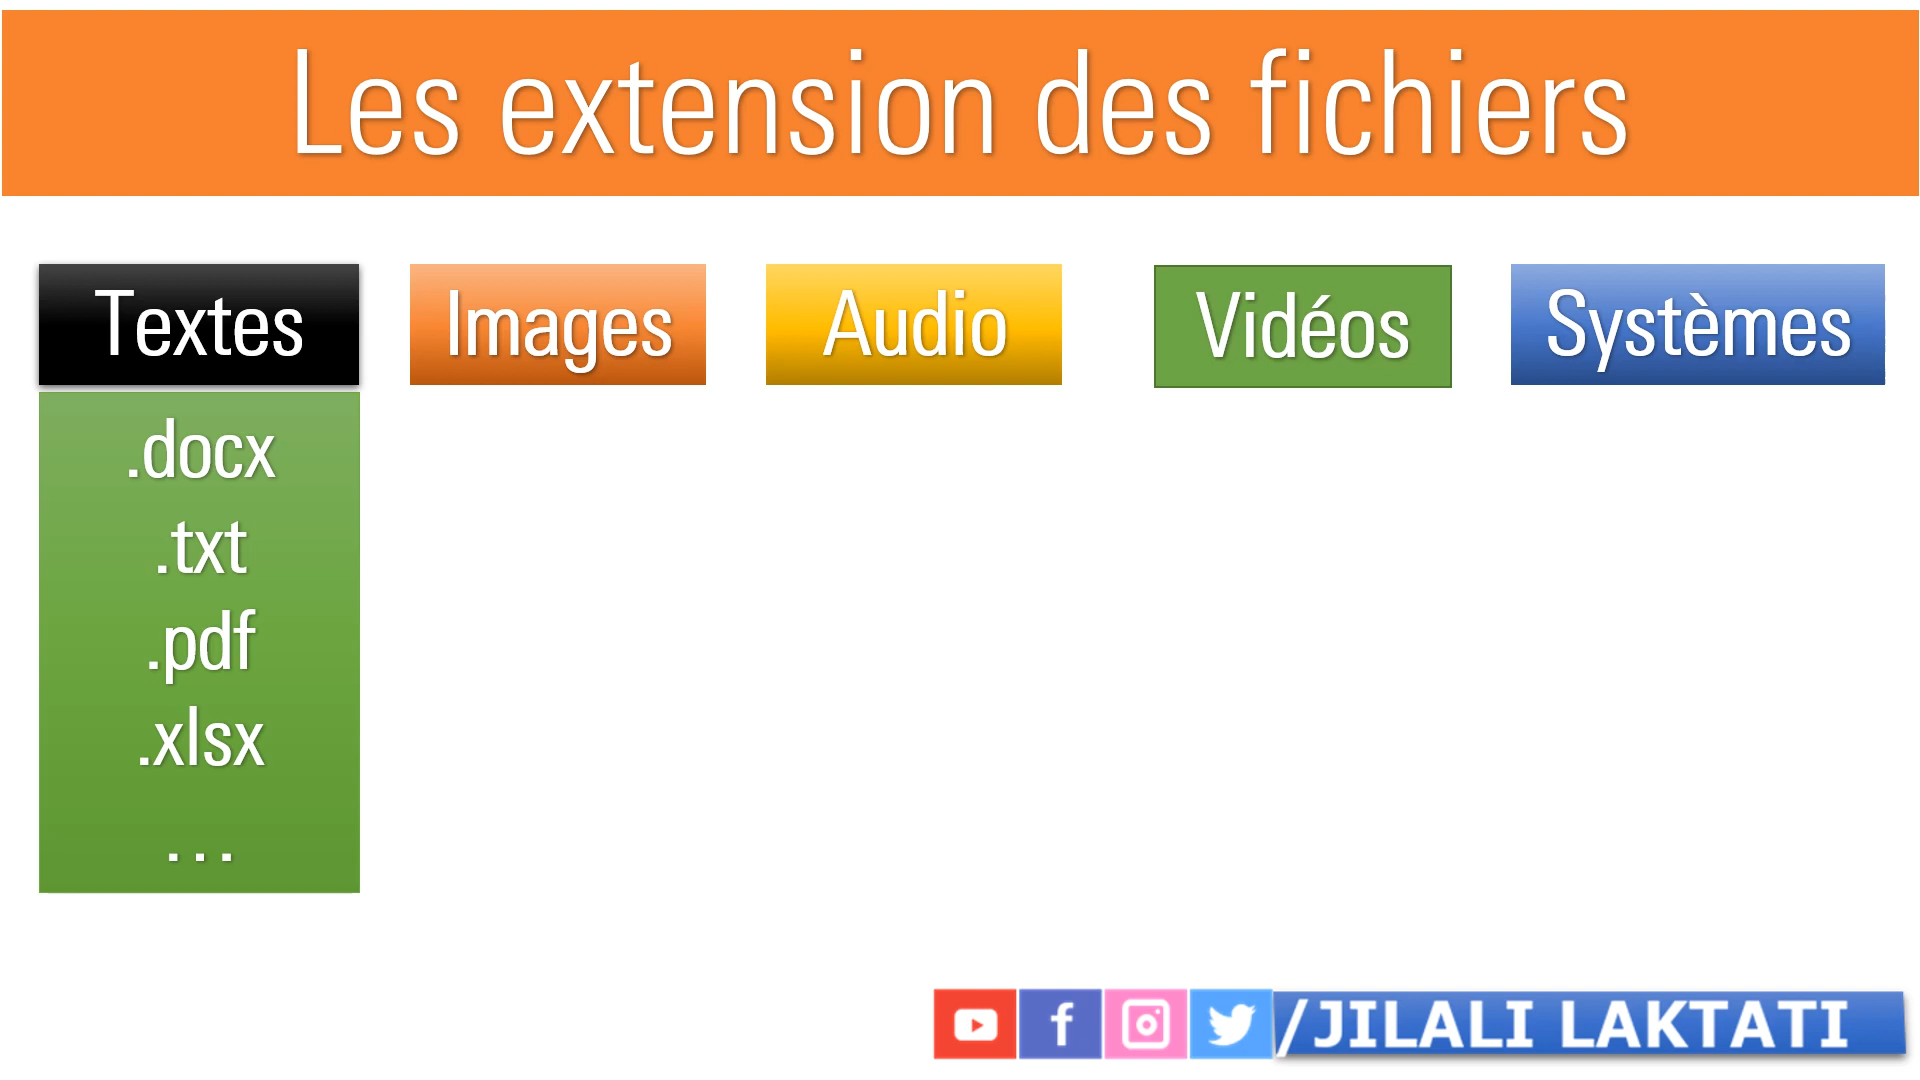 Les extension des fichiers
Textes
Images
Audio
Vidéos
Systèmes
.docx
.txt
.pdf
.xlsx
...
/JILALI LAKTATI